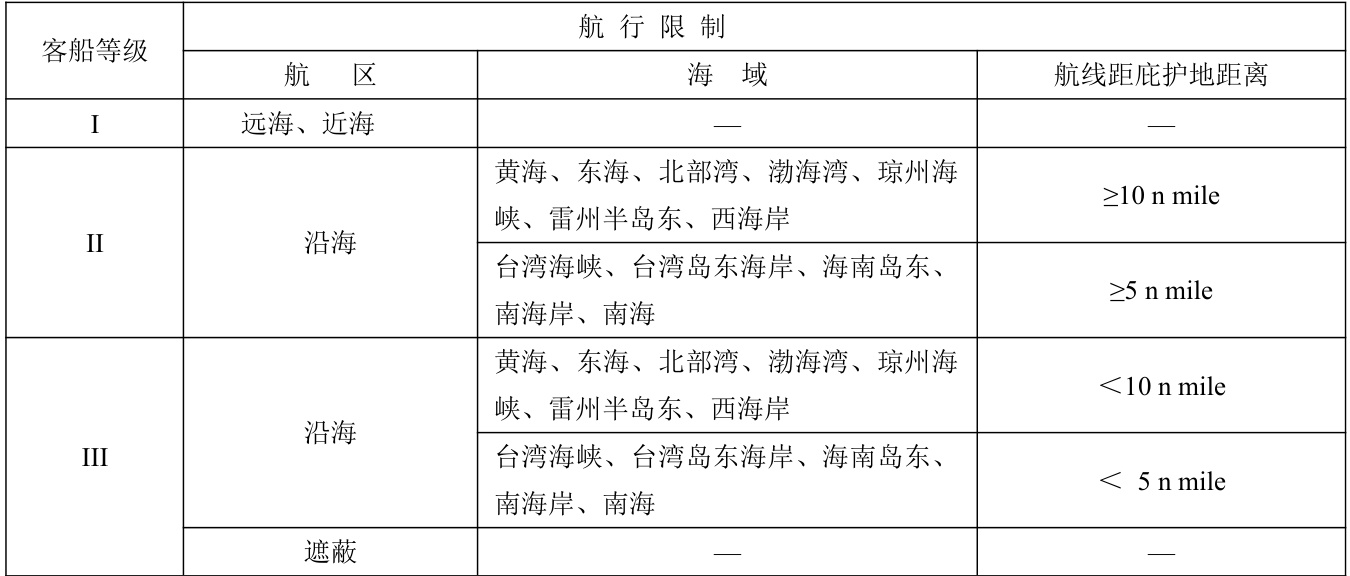 客船等级
航 行 限 制
航 区
海 域
航线距庇护地距离
I
远海、近海
—
—
II
沿海
黄海、东海、北部湾、渤海湾、琼州海
峡、雷州半岛东、西海岸
≥10 n mile
台湾海峡、台湾岛东海岸、海南岛东、
南海岸、南海
≥5 n mile
III
沿海
黄海、东海、北部湾、渤海湾、琼州海
峡、雷州半岛东、西海岸
＜10 n mile
台湾海峡、台湾岛东海岸、海南岛东、
南海岸、南海
＜ 5 n mile
遮蔽
—
—